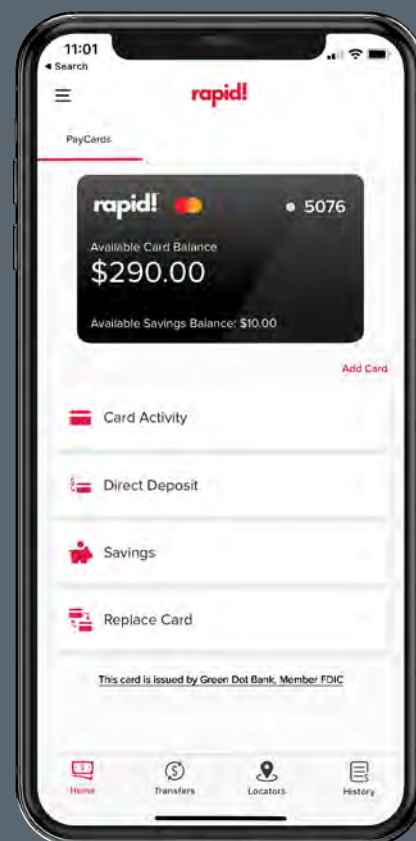 11:01
◂ Search
rapid!
PayCards
rapid!
5076
Available Card Balance
$290.00
Available Savings Balance: $10.00
Add Card
Card Activity
Direct Deposit
Savings
Replace Card
This card is issued by Green Dot Bank, Member FDIC
Home Transfers Locators History